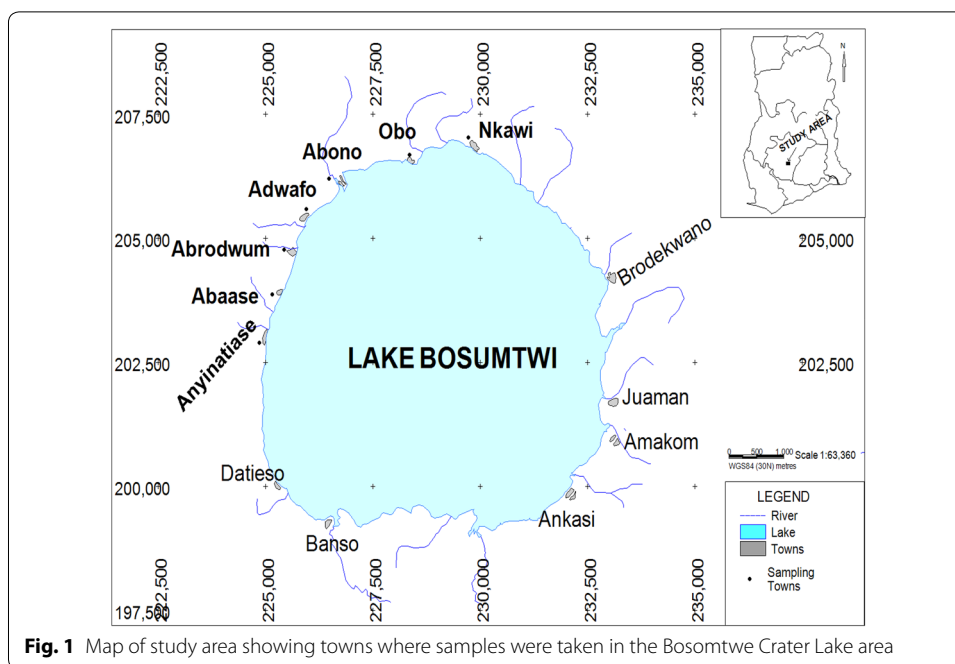 222,500
225,000
227,500
230,000
232,500
235,000
N
STUDY AREA
207,500
Obo
Nkawi
Abono
Adwafo
205,000
Abrodwum
205,000
Brodekwano
Abaase
Anyinatiase
202,500
LAKE BOSUMTWI
202,500
Juaman
Amakom
0 500 1,000 Scale 1:63,360
WGS84 (30N) metres
Datieso
200,000
Ankasi
Banso
LEGEND
River
Lake
Towns
Sampling
Towns
197,500
222,500
225,000
227,500
230,000
232,500
235,000
Fig. 1 Map of study area showing towns where samples were taken in the Bosomtwe Crater Lake area